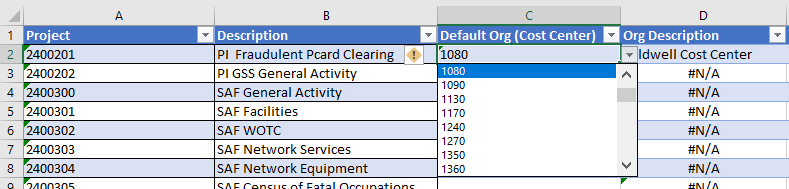 A B C D
1 Project Description Default Org (Cost Center) Org Description
2 2400201 PI Fraudulent Pcard Clearing ! 1080 ldwell Cost Center
3 2400202 PI GSS General Activity 1080 #N/A
4 2400300 SAF General Activity 1090 #N/A
5 2400301 SAF Facilities 1130 #N/A
6 2400302 SAF WOTC 1170 #N/A
1240
7 2400303 SAF Network Services 1270 #N/A
8 2400304 SAF Network Equipment 1350 #N/A
1360
2400305 SAF Census of Fatal Occupations #N/A